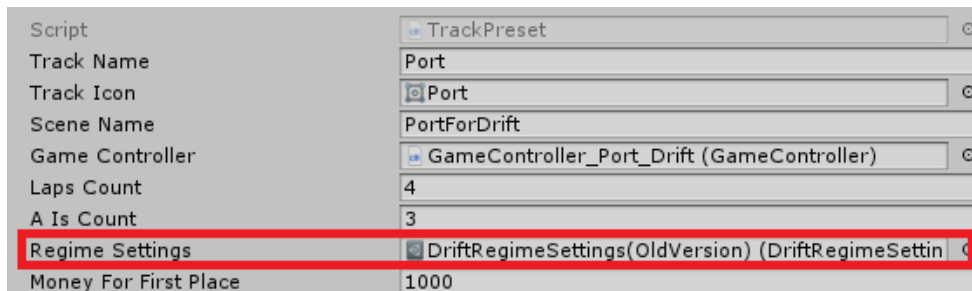 Script TrackPreset
Track Name Port
Track Icon Port
Scene Name PortForDrift
Game Controller GameController_Port_Drift (GameController)
Laps Count 4
A Is Count 3
Regime Settings DriftRegimeSettings(OldVersion) (DriftRegimeSettin
Money For First Place 1000